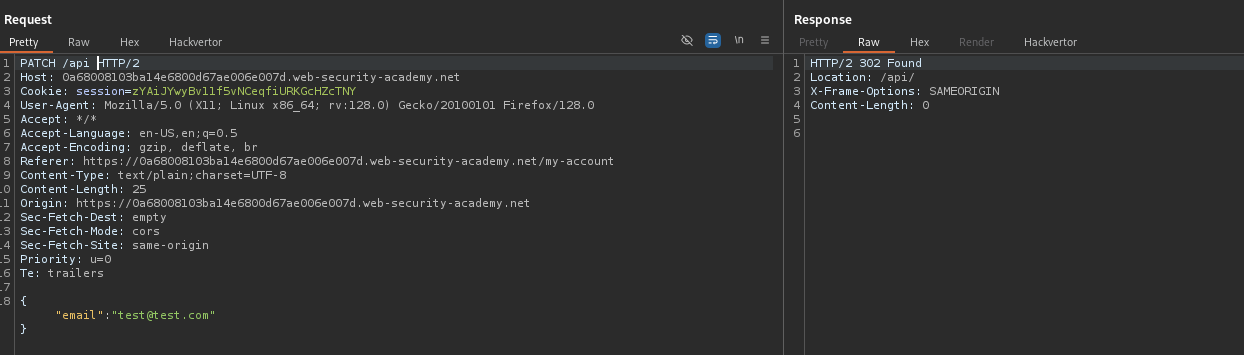 Request
Pretty Raw Hex Hackvertor \n
1 PATCH /api HTTP/2
2 Host: 0a68008103ba14e6800d67ae006e007d.web-security-academy.net
3 Cookie: session=zYAiJYwyBv11f5vNCeqfiURKGcHZcTNY
4 User-Agent: Mozilla/5.0 (X11; Linux x86_64; rv:128.0) Gecko/20100101 Firefox/128.0
5 Accept: */*
6 Accept-Language: en-US,en;q=0.5
7 Accept-Encoding: gzip, deflate, br
8 Referer: https://0a68008103ba14e6800d67ae006e007d.web-security-academy.net/my-account
9 Content-Type: text/plain;charset=UTF-8
10 Content-Length: 25
11 Origin: https://0a68008103ba14e6800d67ae006e007d.web-security-academy.net
12 Sec-Fetch-Dest: empty
13 Sec-Fetch-Mode: cors
14 Sec-Fetch-Site: same-origin
15 Priority: u=0
16 Te: trailers
17
18 {
"email":"test@test.com"
}
Response
Pretty Raw Hex Render Hackvertor
1 HTTP/2 302 Found
2 Location: /api/
3 X-Frame-Options: SAMEORIGIN
4 Content-Length: 0
5
6